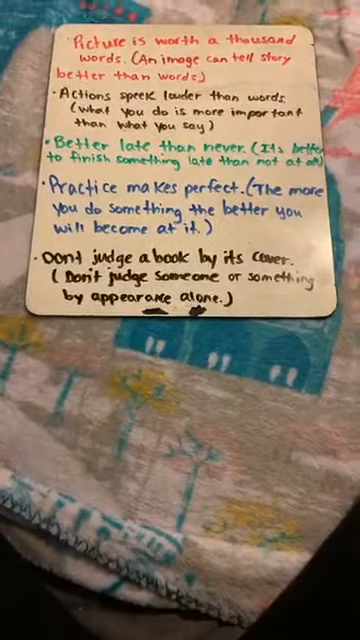 · Picture is worth a thousand
words. (An image can tell story
better than words)
· Actions speek louder than words.
(What you do is more important
than what you say)
· Better late than never. (Its better
to finish something late than not at all)
· Practice makes perfect. (The more
you do something the better you
will become at it.)
· Dont judge a book by its cover.
(Don't judge someone or something
by appearance alone.)